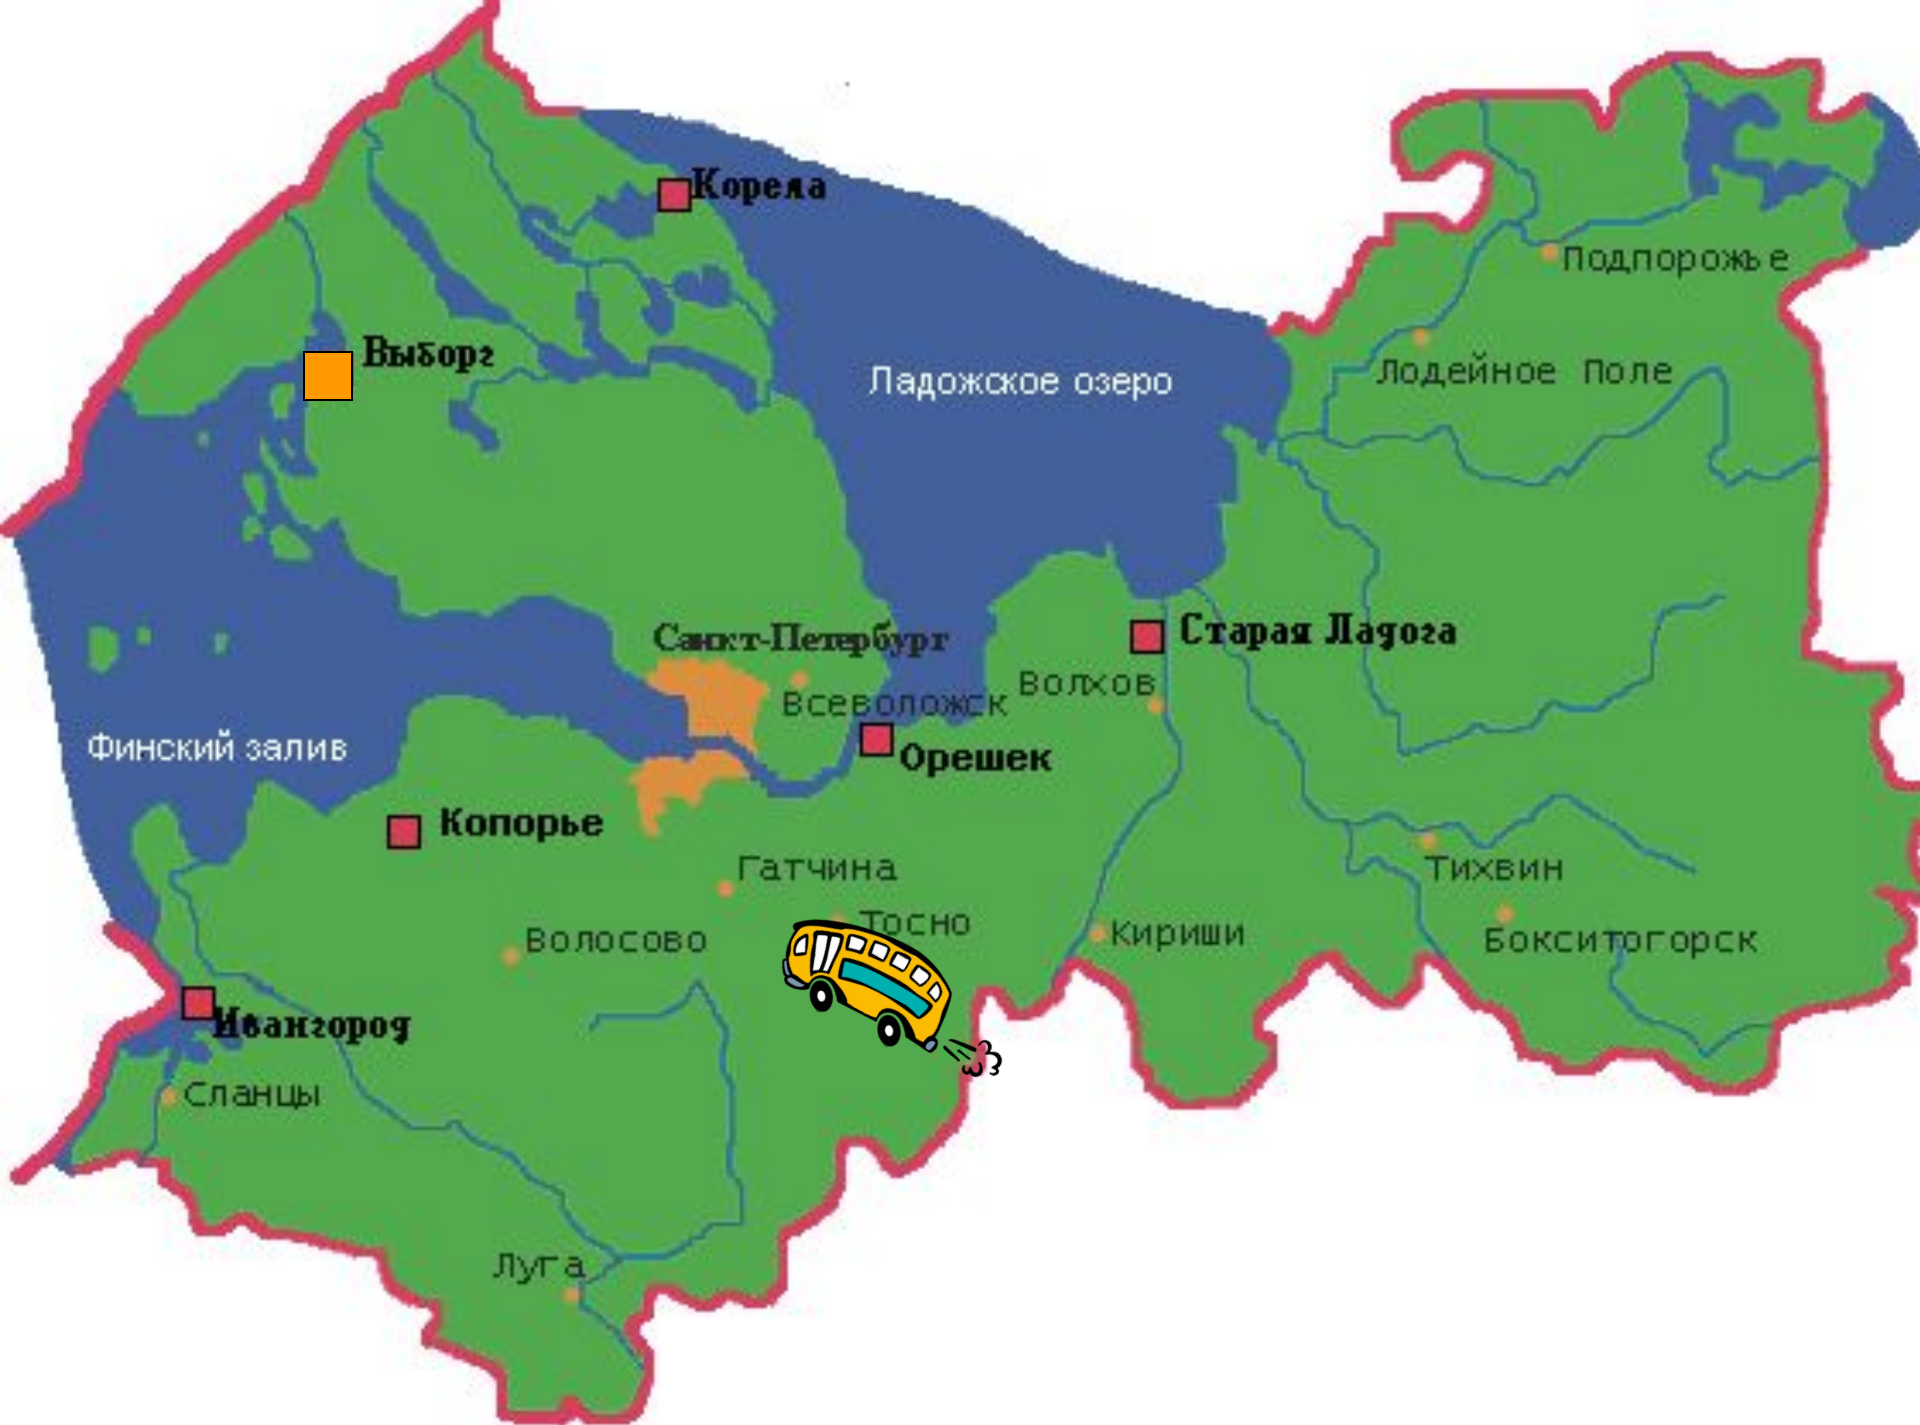 Корела
Подпорожье
Выборг
Лодейное Поле
Ладожское озеро
Санкт-Петербург
Старая Ладога
Волхов
Всеволожск
Финский залив
Орешек
Копорье
Гатчина
Тихвин
Тосно
Волосово
Кириши
Бокситогорск
Ивангород
Сланцы
Луга